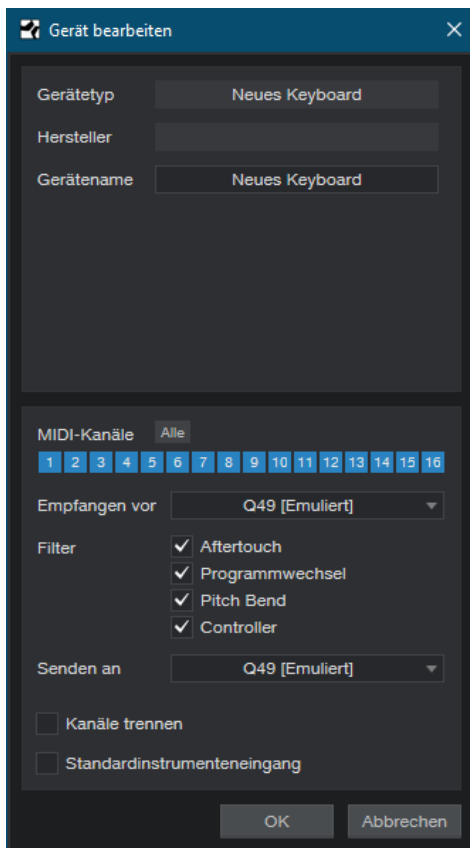 Gerät bearbeiten
Gerätetyp Neues Keyboard
Hersteller
Gerätename Neues Keyboard
MIDI-Kanäle Alle
1 2 3 4 5 6 7 8 9 10 11 12 13 14 15 16
Empfangen vor Q49 [Emuliert]
Filter Aftertouch
Programmwechsel
Pitch Bend
Controller
Senden an Q49 [Emuliert]
Kanäle trennen
Standardinstrumenteneingang
OK Abbrechen